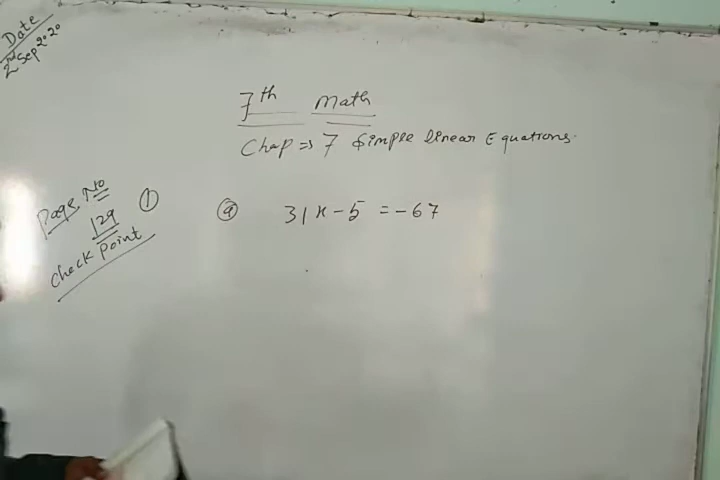 Date
2nd Sep 2020
7th Math
Chap => 7 Simple linear Equations.
Page No
129
Check Point
① ⓐ 31x - 5 = -67